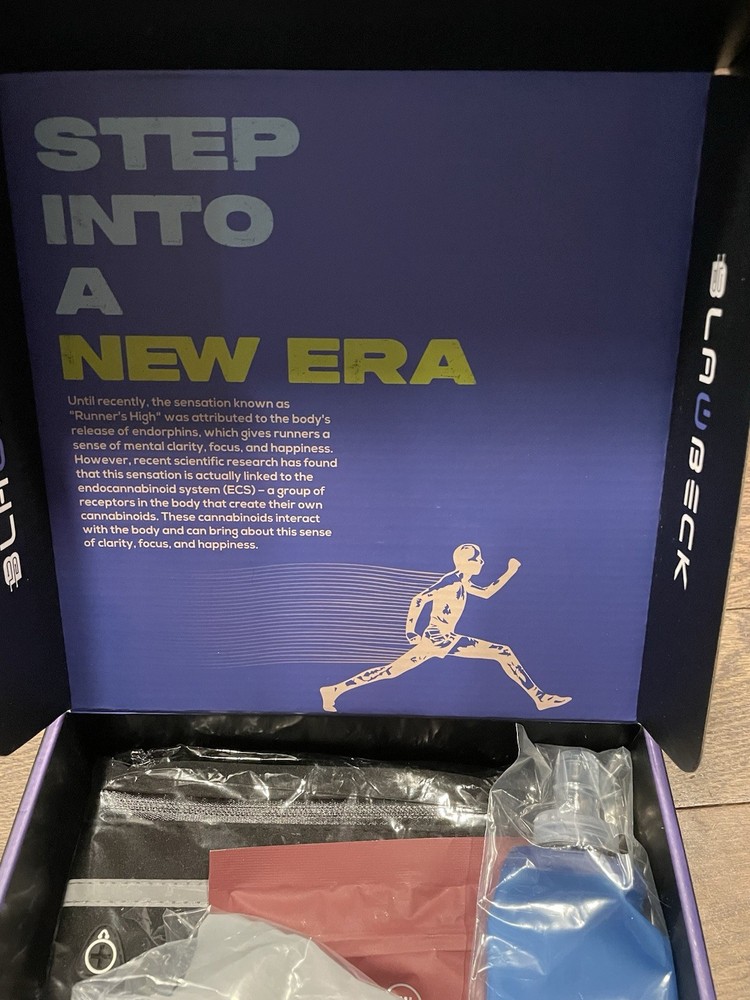 STEP
INTO
A
NEW ERA
Until recently, the sensation known as
"Runner's High" was attributed to the body's
release of endorphins, which gives runners a
sense of mental clarity, focus, and happiness.
However, recent scientific research has found
that this sensation is actually linked to the
endocannabinoid system (ECS) – a group of
receptors in the body that create their own
cannabinoids. These cannabinoids interact
with the body and can bring about this sense
of clarity, focus, and happiness.
BLAWBECK